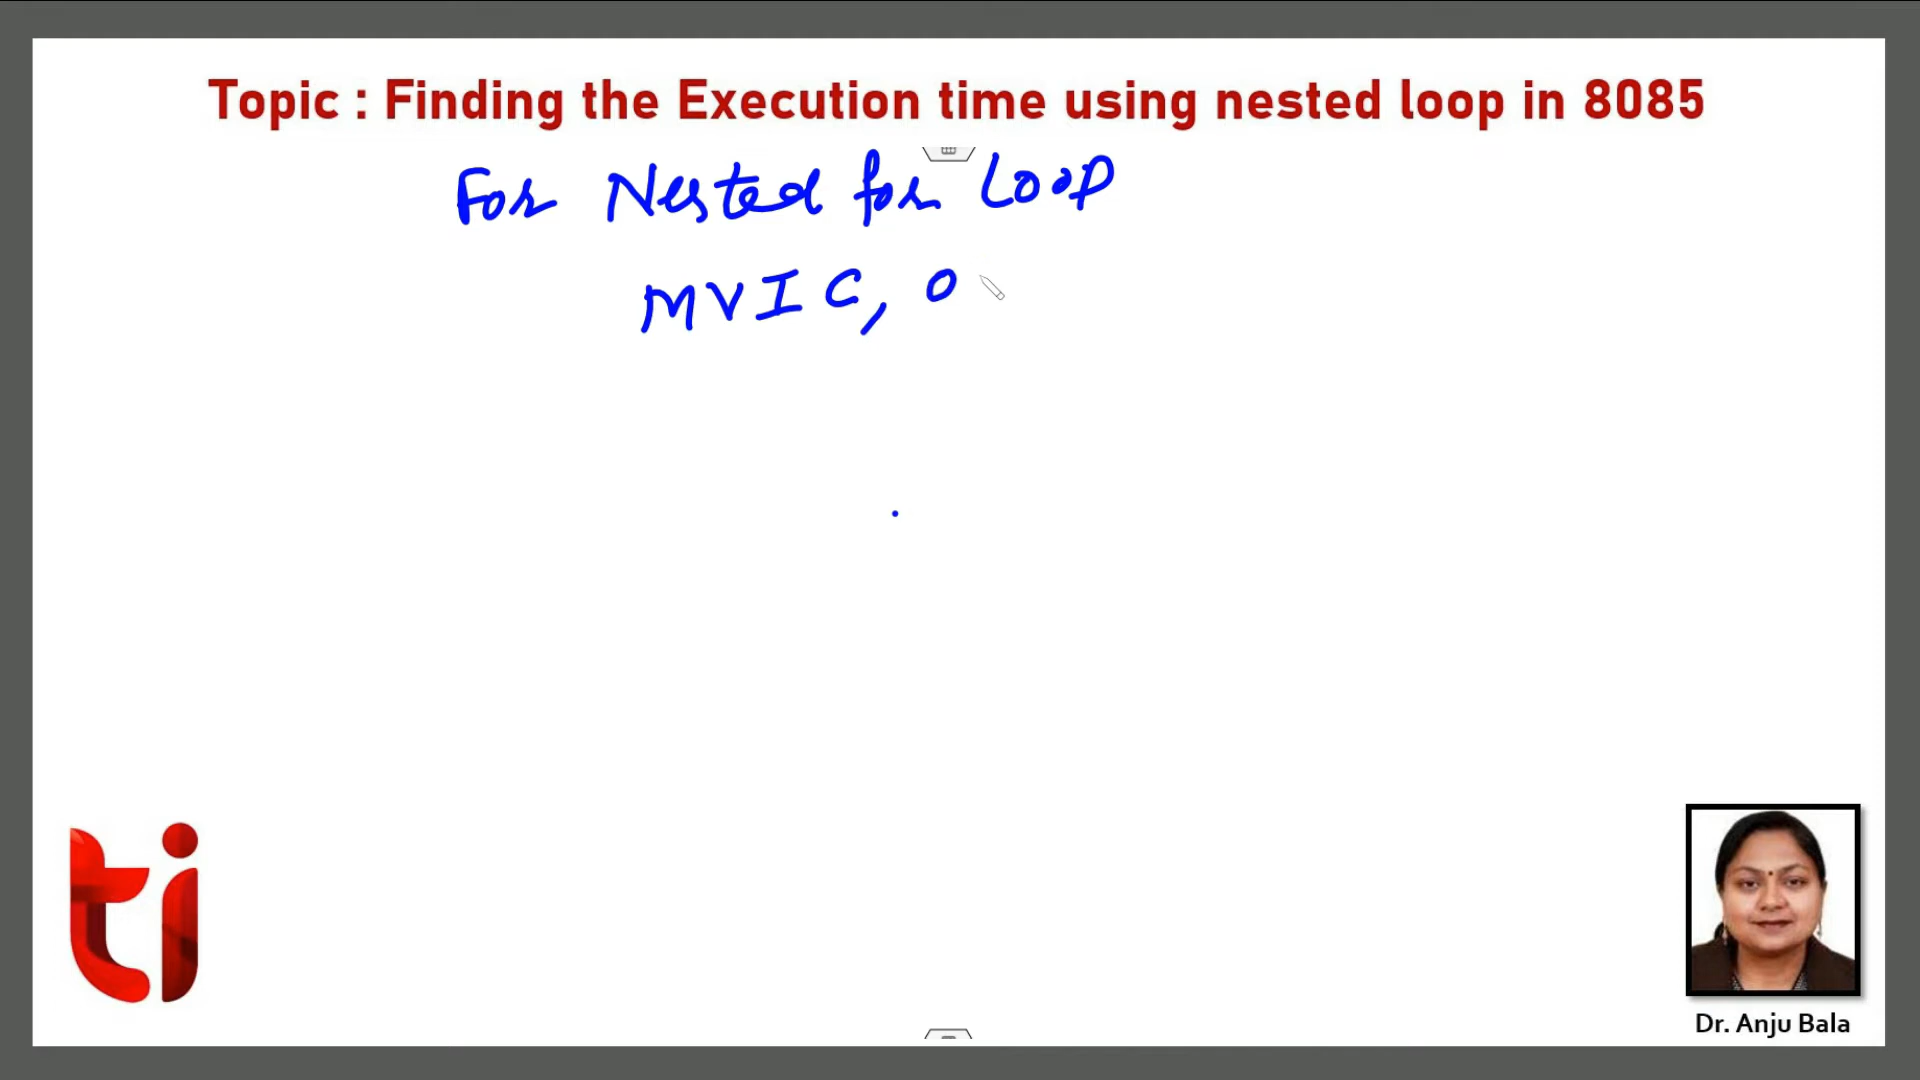 Topic : Finding the Execution time using nested loop in 8085
For Nested for Loop
MVI C, 0
ti
Dr. Anju Bala